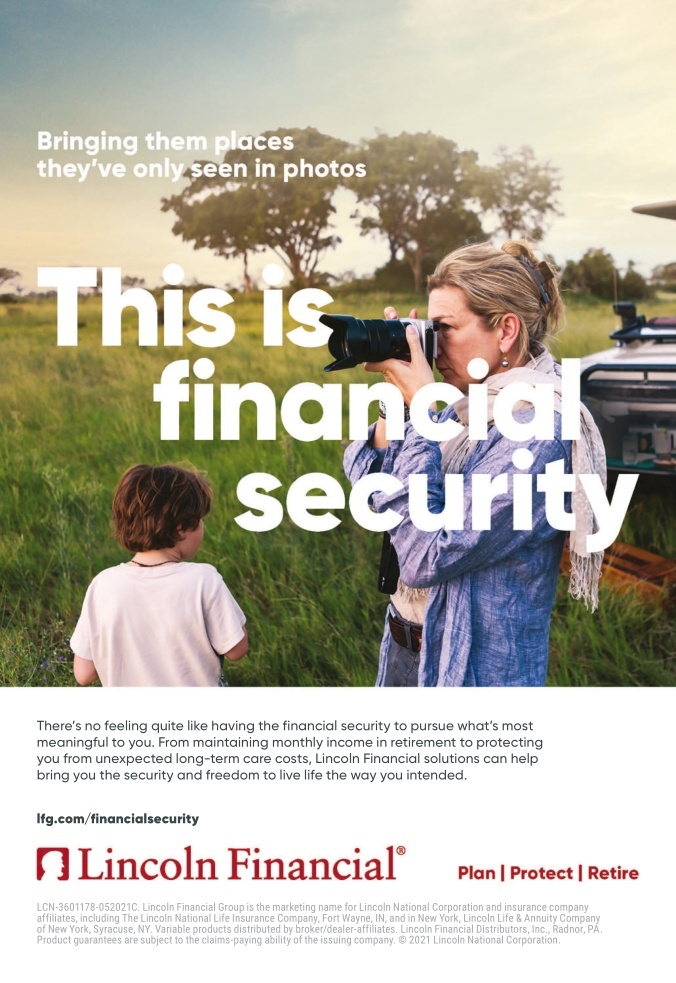 Bringing them places
they’ve only seen in photos
This is
financial
security
There’s no feeling quite like having the financial security to pursue what’s most
meaningful to you. From maintaining monthly income in retirement to protecting
you from unexpected long-term care costs, Lincoln Financial solutions can help
bring you the security and freedom to live life the way you intended.
lfg.com/financialsecurity
Lincoln Financial®
Plan | Protect | Retire
LCN-3601178-052021C. Lincoln Financial Group is the marketing name for Lincoln National Corporation and insurance company
affiliates, including The Lincoln National Life Insurance Company, Fort Wayne, IN, and in New York, Lincoln Life & Annuity Company
of New York, Syracuse, NY. Variable products distributed by broker/dealer-affiliates. Lincoln Financial Distributors, Inc., Radnor, PA.
Product guarantees are subject to the claims-paying ability of the issuing company. © 2021 Lincoln National Corporation.